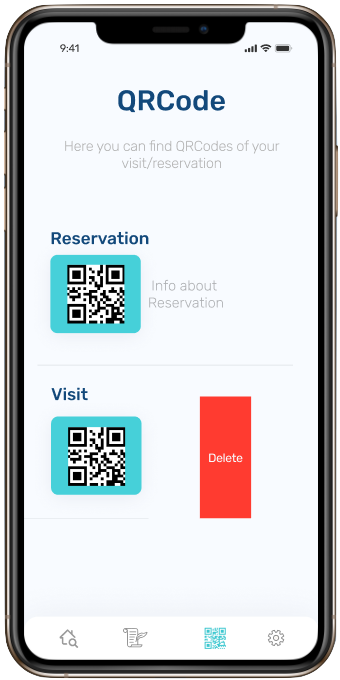 9:41
QRCode
Here you can find QRCodes of your
visit/reservation
Reservation
Info about
Reservation
Visit
Delete